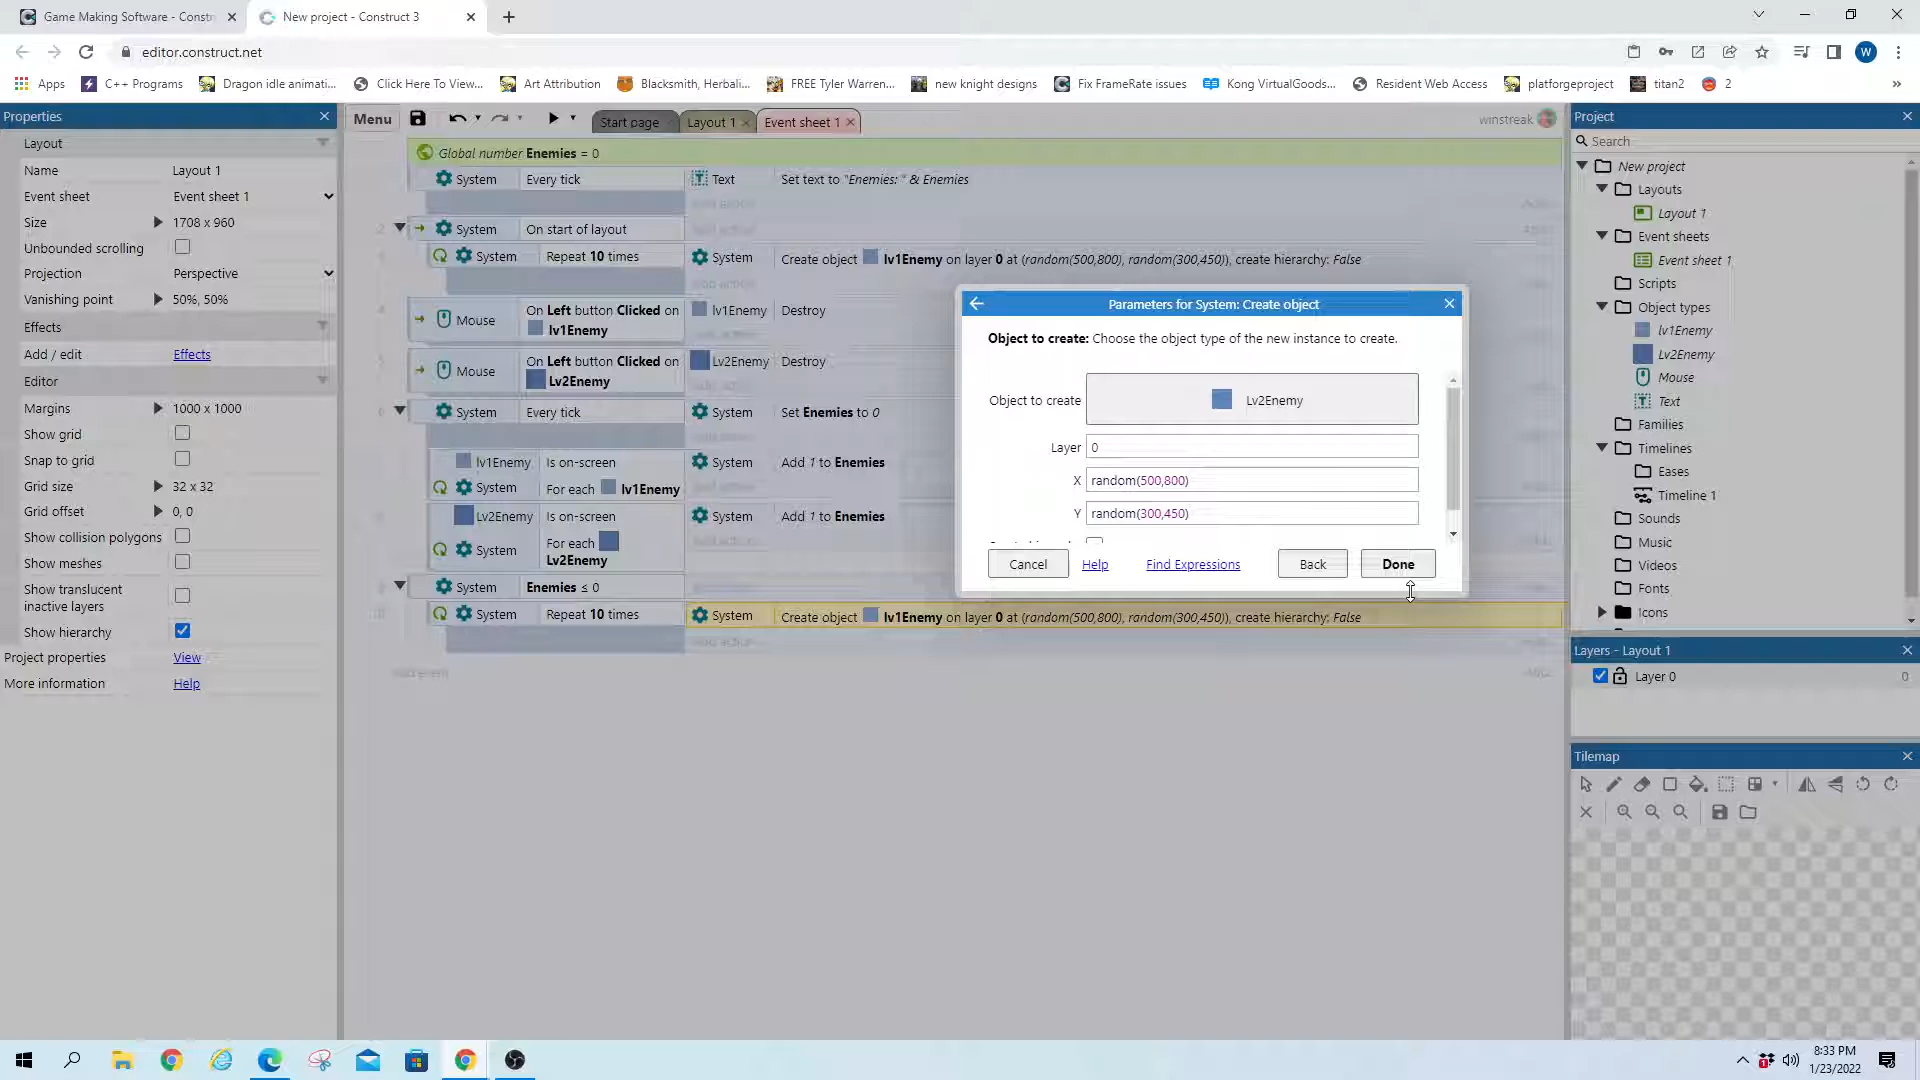 Game Making Software - Constr
New project - Construct 3
editor.construct.net
W
Apps
C++ Programs
Dragon idle animati...
Click Here To View...
Art Attribution
Blacksmith, Herbali...
FREE Tyler Warren...
new knight designs
Fix FrameRate issues
Kong VirtualGoods...
Resident Web Access
platforgeproject
titan2
2
»
Properties
Layout
Name Layout 1
Event sheet Event sheet 1
Size 1708 x 960
Unbounded scrolling
Projection Perspective
Vanishing point 50%, 50%
Effects
Add / edit Effects
Editor
Margins 1000 x 1000
Show grid
Snap to grid
Grid size 32 x 32
Grid offset 0, 0
Show collision polygons
Show meshes
Show translucent
inactive layers
Show hierarchy
Project properties View
More information Help
Menu
Start page
Layout 1
Event sheet 1
winstreak
Global number Enemies = 0
System Every tick Text Set text to "Enemies: " & Enemies
2 System On start of layout
System Repeat 10 times System Create object lv1Enemy on layer 0 at (random(500,800), random(300,450)), create hierarchy: False
4 Mouse On Left button Clicked on
lv1Enemy
lv1Enemy Destroy
Mouse On Left button Clicked on
Lv2Enemy
Lv2Enemy Destroy
6 System Every tick System Set Enemies to 0
lv1Enemy Is on-screen System Add 1 to Enemies
System For each lv1Enemy
Lv2Enemy Is on-screen System Add 1 to Enemies
System For each
Lv2Enemy
System Enemies ≤ 0
10 System Repeat 10 times System Create object lv1Enemy on layer 0 at (random(500,800), random(300,450)), create hierarchy: False
Parameters for System: Create object
Object to create: Choose the object type of the new instance to create.
Object to create Lv2Enemy
Layer 0
X random(500,800)
Y random(300,450)
Cancel
Help
Find Expressions
Back
Done
Project
Search
New project
Layouts
Layout 1
Event sheets
Event sheet 1
Scripts
Object types
lv1Enemy
Lv2Enemy
Mouse
Text
Families
Timelines
Eases
Timeline 1
Sounds
Music
Videos
Fonts
Icons
Layers - Layout 1
Layer 0 0
Tilemap
8:33 PM
1/23/2022